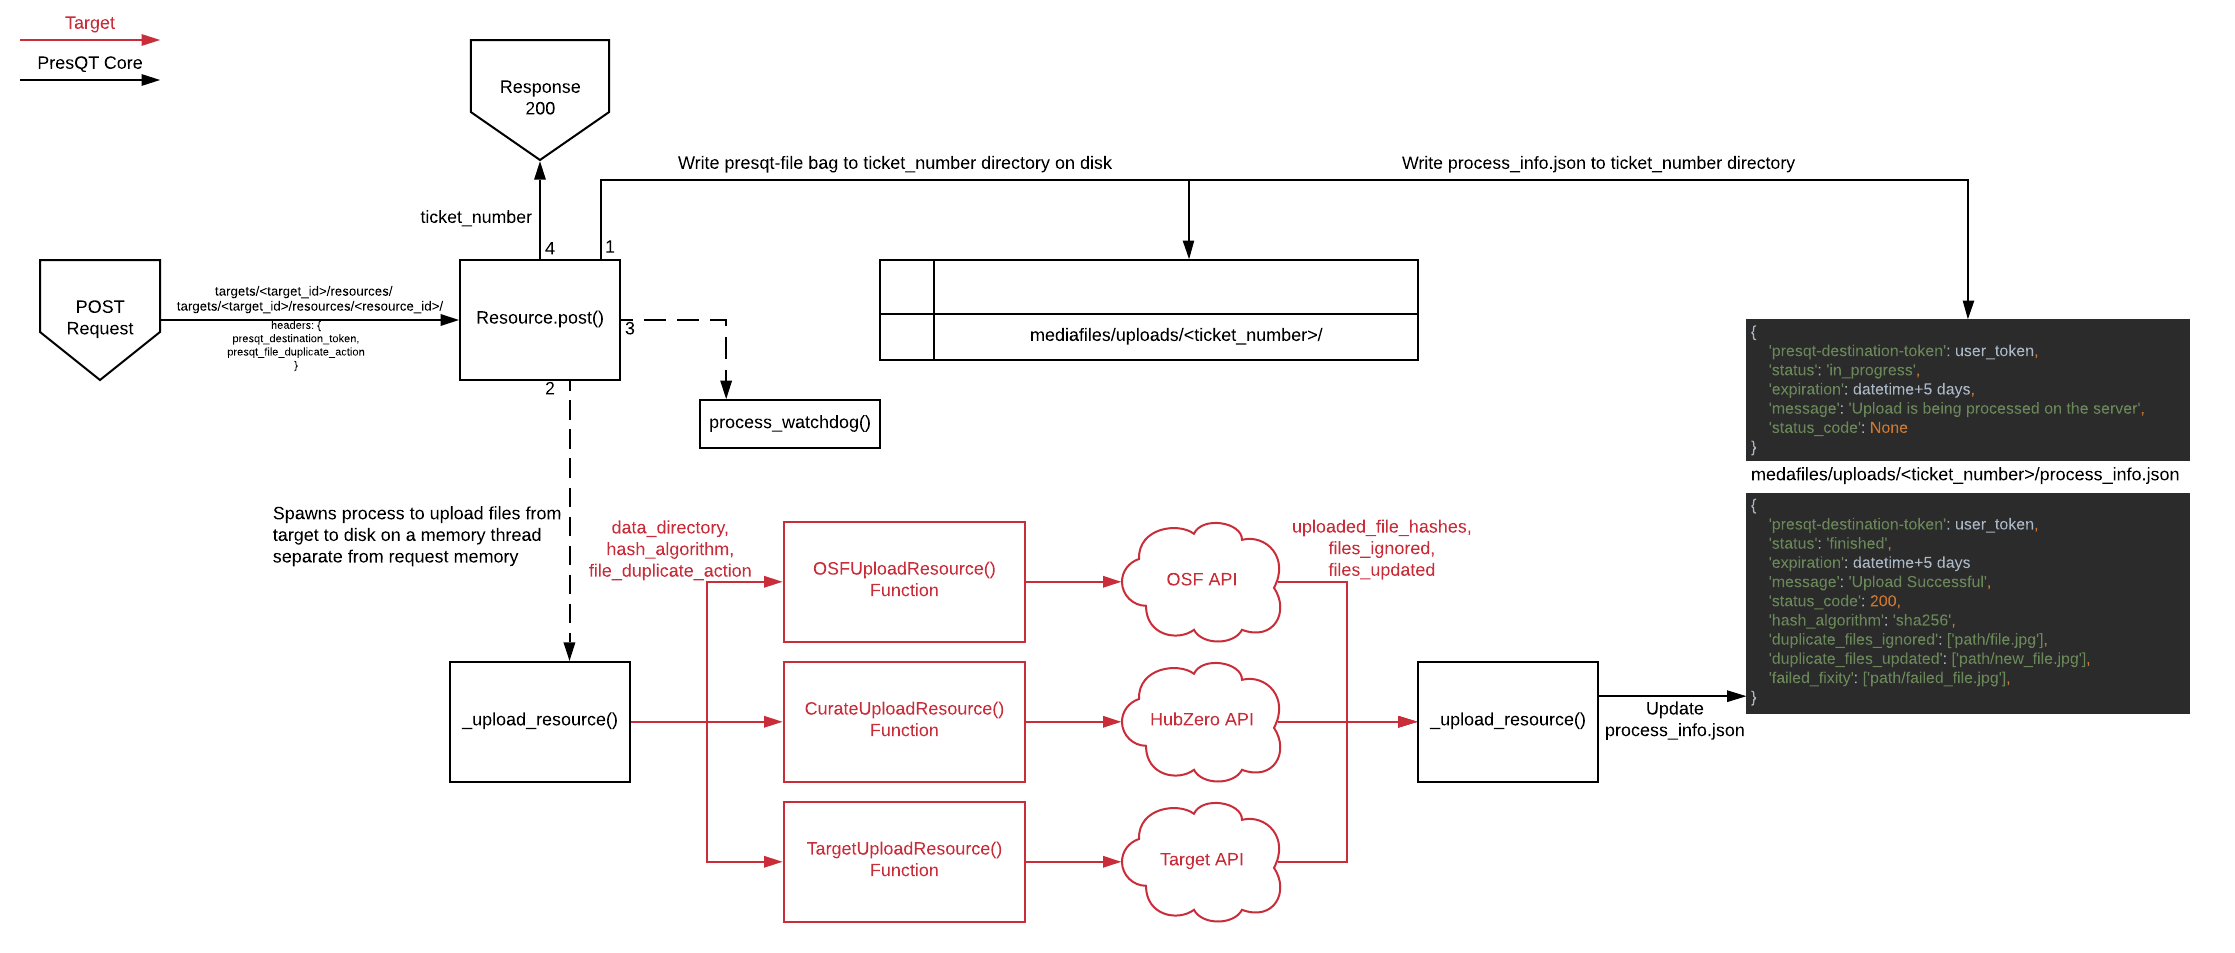 Target
PresQT Core
Response
200
Write presqt-file bag to ticket_number directory on disk
Write process_info.json to ticket_number directory
ticket_number
4
1
POST
Request
targets/<target_id>/resources/
targets/<target_id>/resources/<resource_id>/
headers: {
presqt_destination_token,
presqt_file_duplicate_action
}
Resource.post()
3
2
mediafiles/uploads/<ticket_number>/
process_watchdog()
{
'presqt-destination-token': user_token,
'status': 'in_progress',
'expiration': datetime+5 days,
'message': 'Upload is being processed on the server',
'status_code': None
}
medafiles/uploads/<ticket_number>/process_info.json
{
'presqt-destination-token': user_token,
'status': 'finished',
'expiration': datetime+5 days
'message': 'Upload Successful',
'status_code': 200,
'hash_algorithm': 'sha256',
'duplicate_files_ignored': ['path/file.jpg'],
'duplicate_files_updated': ['path/new_file.jpg'],
'failed_fixity': ['path/failed_file.jpg'],
}
Spawns process to upload files from
target to disk on a memory thread
separate from request memory
data_directory,
hash_algorithm,
file_duplicate_action
OSFUploadResource()
Function
OSF API
uploaded_file_hashes,
files_ignored,
files_updated
_upload_resource()
CurateUploadResource()
Function
HubZero API
_upload_resource()
Update
process_info.json
TargetUploadResource()
Function
Target API